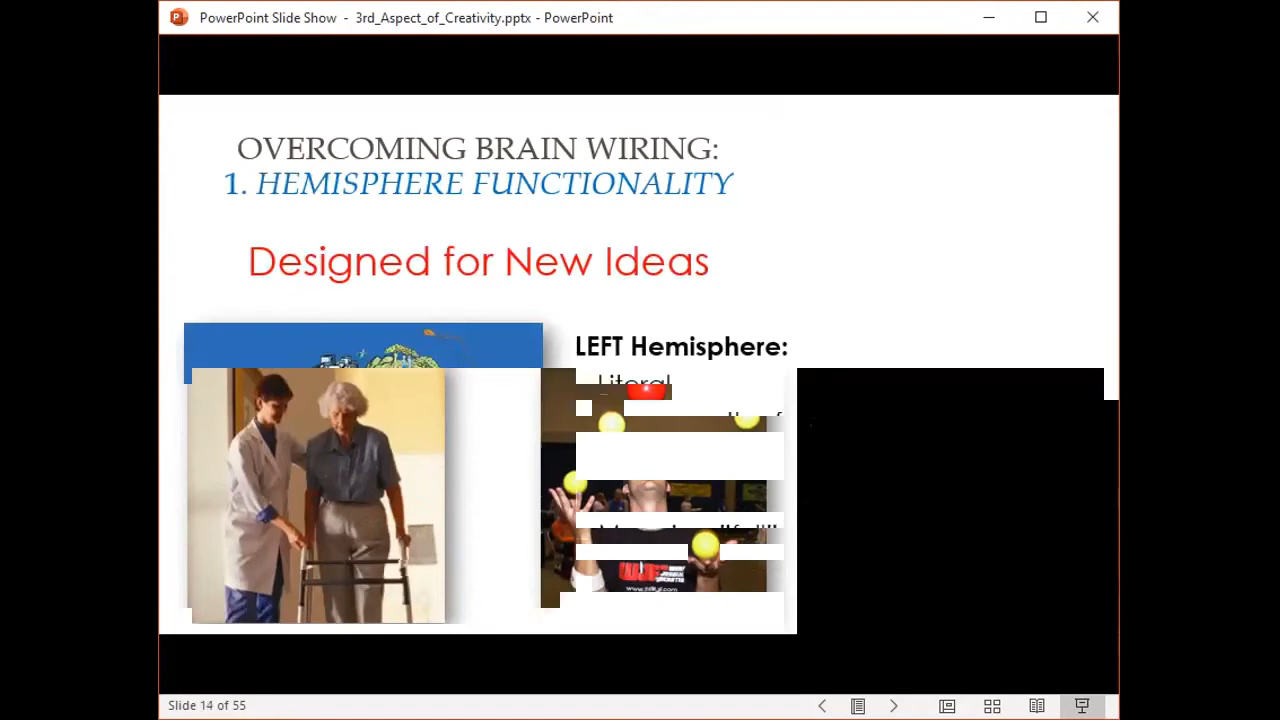 PowerPoint Slide Show - 3rd_Aspect_of_Creativity.pptx - PowerPoint
OVERCOMING BRAIN WIRING:
1. HEMISPHERE FUNCTIONALITY
Designed for New Ideas
LEFT Hemisphere:
Literal
Slide 14 of 55